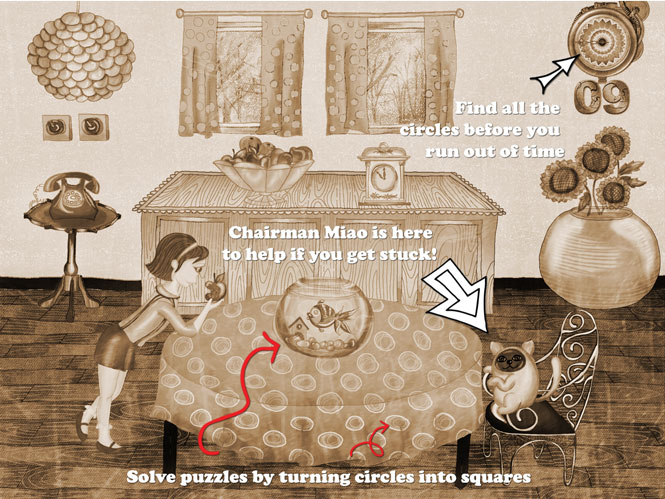 09
Find all the
circles before you
run out of time
Chairman Miao is here
to help if you get stuck!
Solve puzzles by turning circles into squares